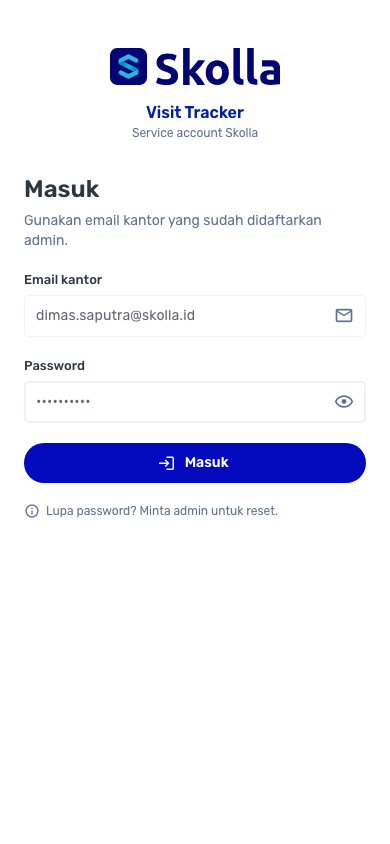 Skolla
Visit Tracker
Service account Skolla
Masuk
Gunakan email kantor yang sudah didaftarkan
admin.
Email kantor
dimas.saputra@skolla.id
Password
••••••••••
Masuk
Lupa password? Minta admin untuk reset.